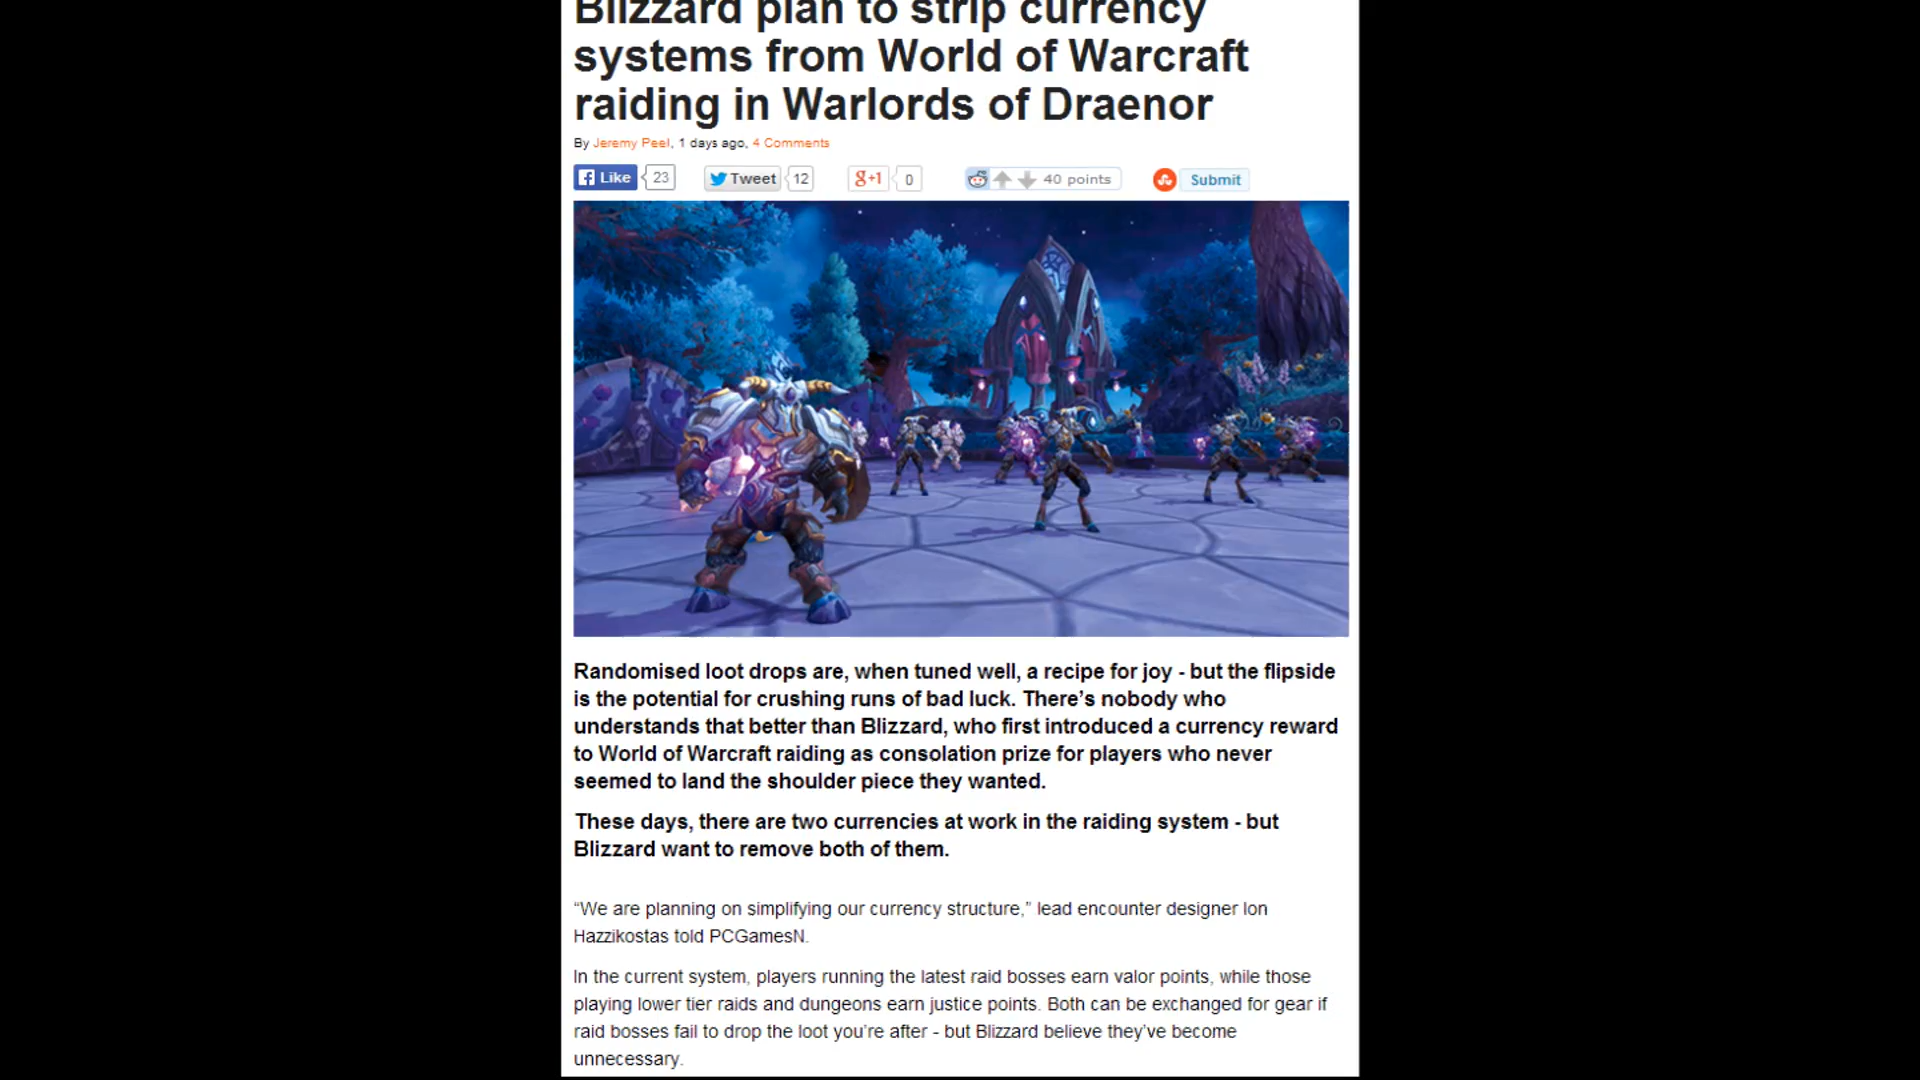 Blizzard plan to strip currency
systems from World of Warcraft
raiding in Warlords of Draenor
By Jeremy Peel, 1 days ago, 4 Comments
Like 23 Tweet 12 g+1 0 40 points Submit
Randomised loot drops are, when tuned well, a recipe for joy - but the flipside
is the potential for crushing runs of bad luck. There’s nobody who
understands that better than Blizzard, who first introduced a currency reward
to World of Warcraft raiding as consolation prize for players who never
seemed to land the shoulder piece they wanted.
These days, there are two currencies at work in the raiding system - but
Blizzard want to remove both of them.
“We are planning on simplifying our currency structure,” lead encounter designer Ion
Hazzikostas told PCGamesN.
In the current system, players running the latest raid bosses earn valor points, while those
playing lower tier raids and dungeons earn justice points. Both can be exchanged for gear if
raid bosses fail to drop the loot you’re after - but Blizzard believe they’ve become
unnecessary.